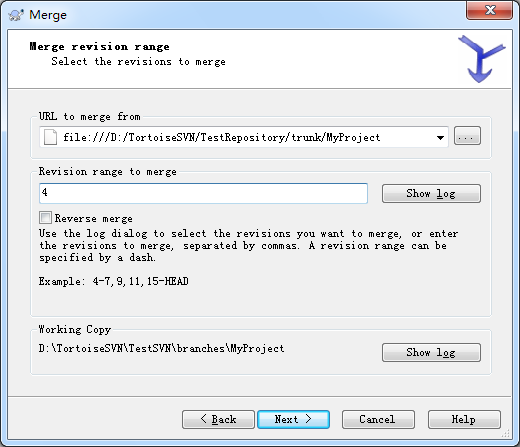 Merge
Merge revision range
Select the revisions to merge
URL to merge from
file:///D:/TortoiseSVN/TestRepository/trunk/MyProject
...
Revision range to merge
4
Show log
Reverse merge
Use the log dialog to select the revisions you want to merge, or enter
the revisions to merge, separated by commas. A revision range can be
specified by a dash.
Example: 4-7,9,11,15-HEAD
Working Copy
D:\TortoiseSVN\TestSVN\branches\MyProject
Show log
< Back
Next >
Cancel
Help